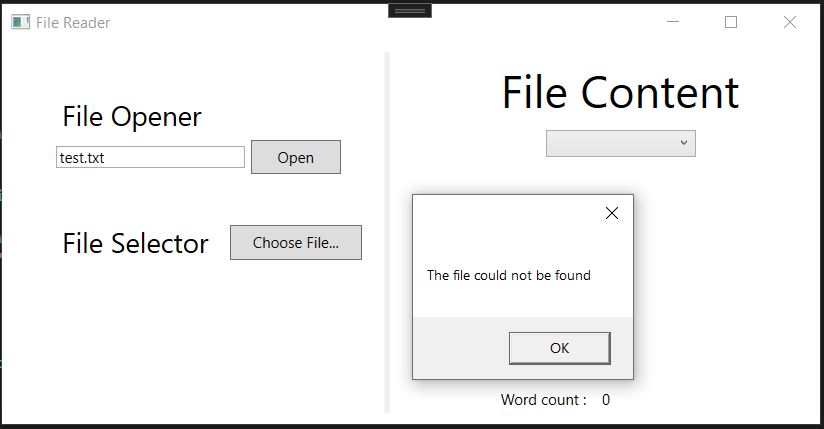 File Reader
File Opener
test.txt
Open
File Selector
Choose File...
File Content
The file could not be found
OK
Word count : 0